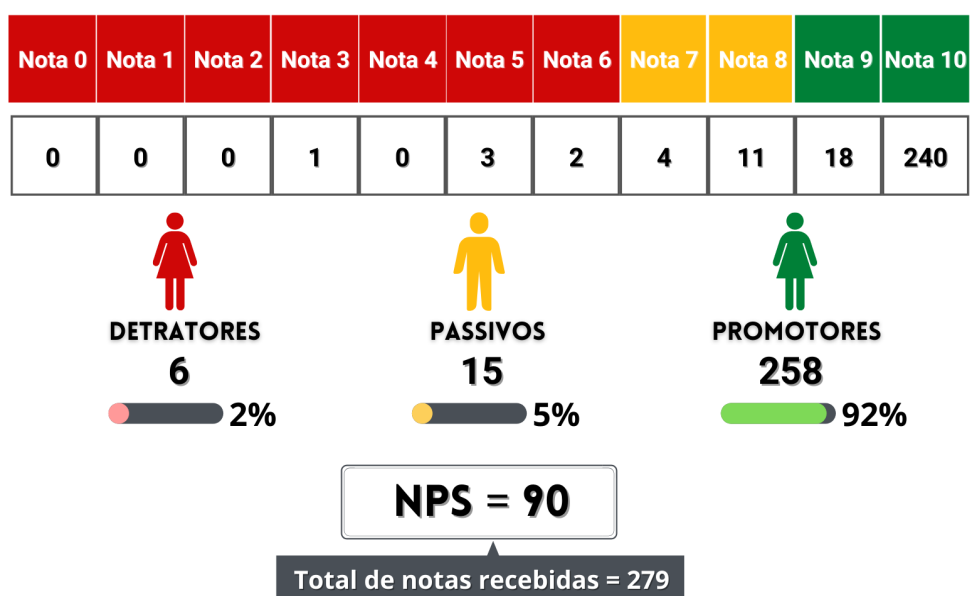 Nota 0 Nota 1 Nota 2 Nota 3 Nota 4 Nota 5 Nota 6 Nota 7 Nota 8 Nota 9 Nota 10
0 0 0 1 0 3 2 4 11 18 240
DETRATORES PASSIVOS PROMOTORES
6 15 258
2% 5% 92%
NPS = 90
Total de notas recebidas = 279